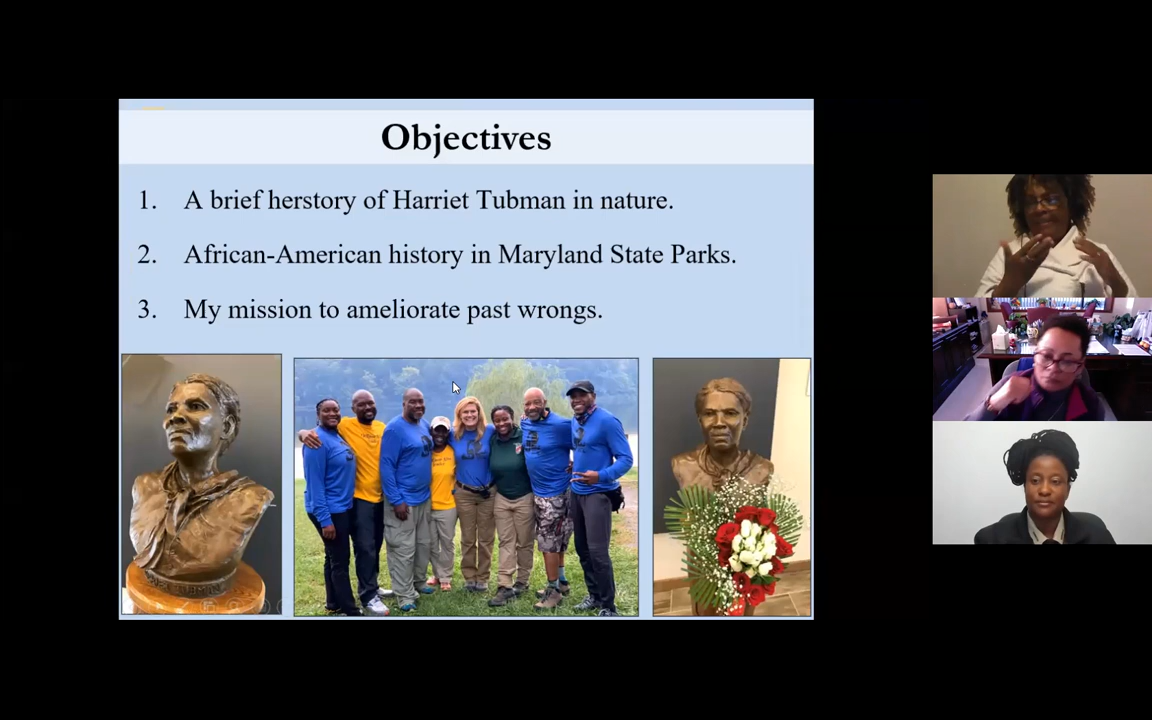 Objectives
1. A brief herstory of Harriet Tubman in nature.
2. African-American history in Maryland State Parks.
3. My mission to ameliorate past wrongs.